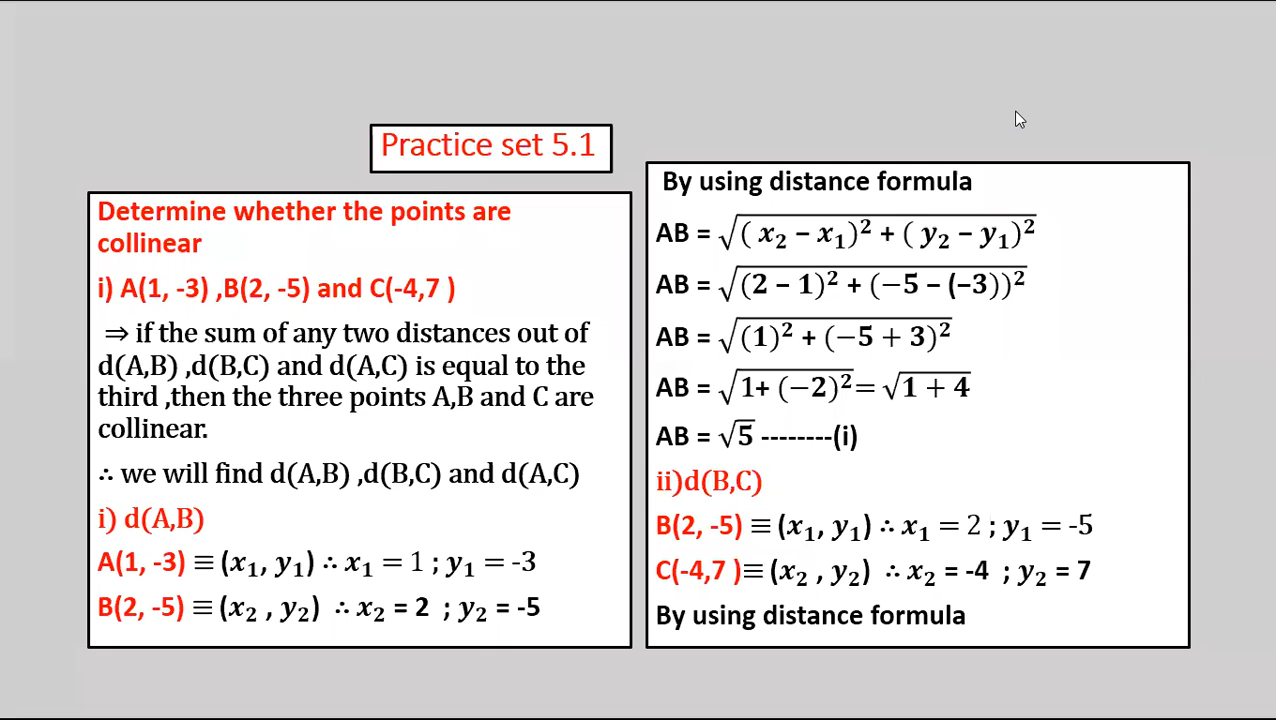 Practice set 5.1
Determine whether the points are
collinear
i) A(1, -3) ,B(2, -5) and C(-4,7 )
⇒ if the sum of any two distances out of
d(A,B) ,d(B,C) and d(A,C) is equal to the
third ,then the three points A,B and C are
collinear.
∴ we will find d(A,B) ,d(B,C) and d(A,C)
i) d(A,B)
A(1, -3) ≡ (x₁, y₁) ∴ x₁ = 1 ; y₁ = -3
B(2, -5) ≡ (x₂ , y₂) ∴ x₂ = 2 ; y₂ = -5
By using distance formula
AB = √(( x₂ − x₁)² + ( y₂ − y₁)²)
AB = √((2 − 1)² + (−5 – (−3))²)
AB = √((1)² + (−5 + 3)²)
AB = √(1+ (−2)²)= √(1 + 4)
AB = √5 --------(i)
ii)d(B,C)
B(2, -5) ≡ (x₁, y₁) ∴ x₁ = 2 ; y₁ = -5
C(-4,7 )≡ (x₂ , y₂) ∴ x₂ = -4 ; y₂ = 7
By using distance formula